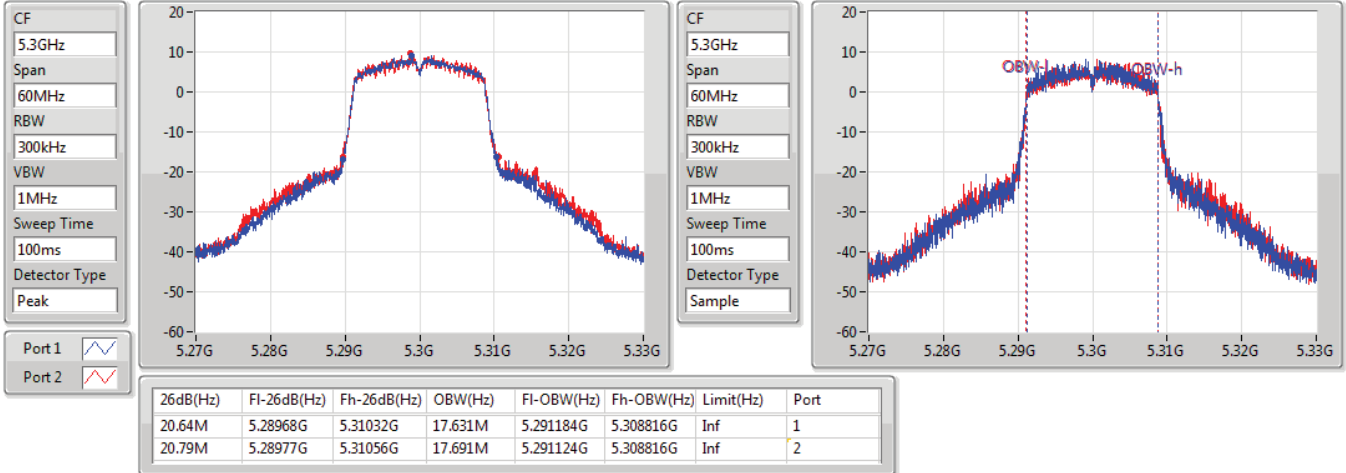 CF
5.3GHz
Span
60MHz
RBW
300kHz
VBW
1MHz
Sweep Time
100ms
Detector Type
Peak
Port 1
Port 2
20
10
0
-10
-20
-30
-40
-50
-60
5.27G 5.28G 5.29G 5.3G 5.31G 5.32G 5.33G
CF
5.3GHz
Span
60MHz
RBW
300kHz
VBW
1MHz
Sweep Time
100ms
Detector Type
Sample
20
10
0
-10
-20
-30
-40
-50
-60
OBW-l OBW-h
5.27G 5.28G 5.29G 5.3G 5.31G 5.32G 5.33G
26dB(Hz) Fl-26dB(Hz) Fh-26dB(Hz) OBW(Hz) Fl-OBW(Hz) Fh-OBW(Hz) Limit(Hz) Port
20.64M 5.28968G 5.31032G 17.631M 5.291184G 5.308816G Inf 1
20.79M 5.28977G 5.31056G 17.691M 5.291124G 5.308816G Inf 2